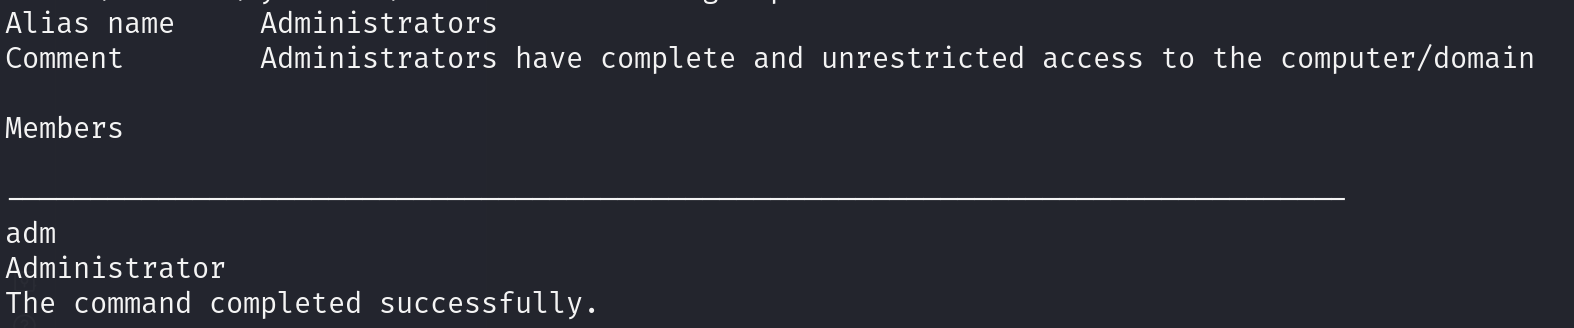 Alias name     Administrators
Comment        Administrators have complete and unrestricted access to the computer/domain
Members
adm
Administrator
The command completed successfully.